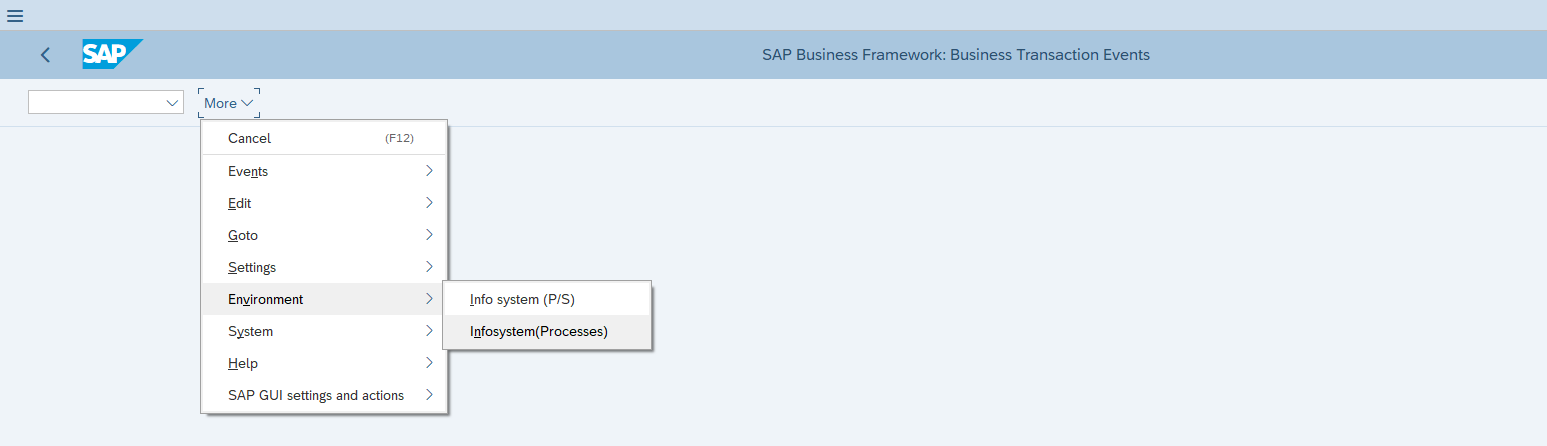 SAP
SAP Business Framework: Business Transaction Events
More
Cancel (F12)
Events
Edit
Goto
Settings
Environment
Info system (P/S)
System
Infosystem(Processes)
Help
SAP GUI settings and actions